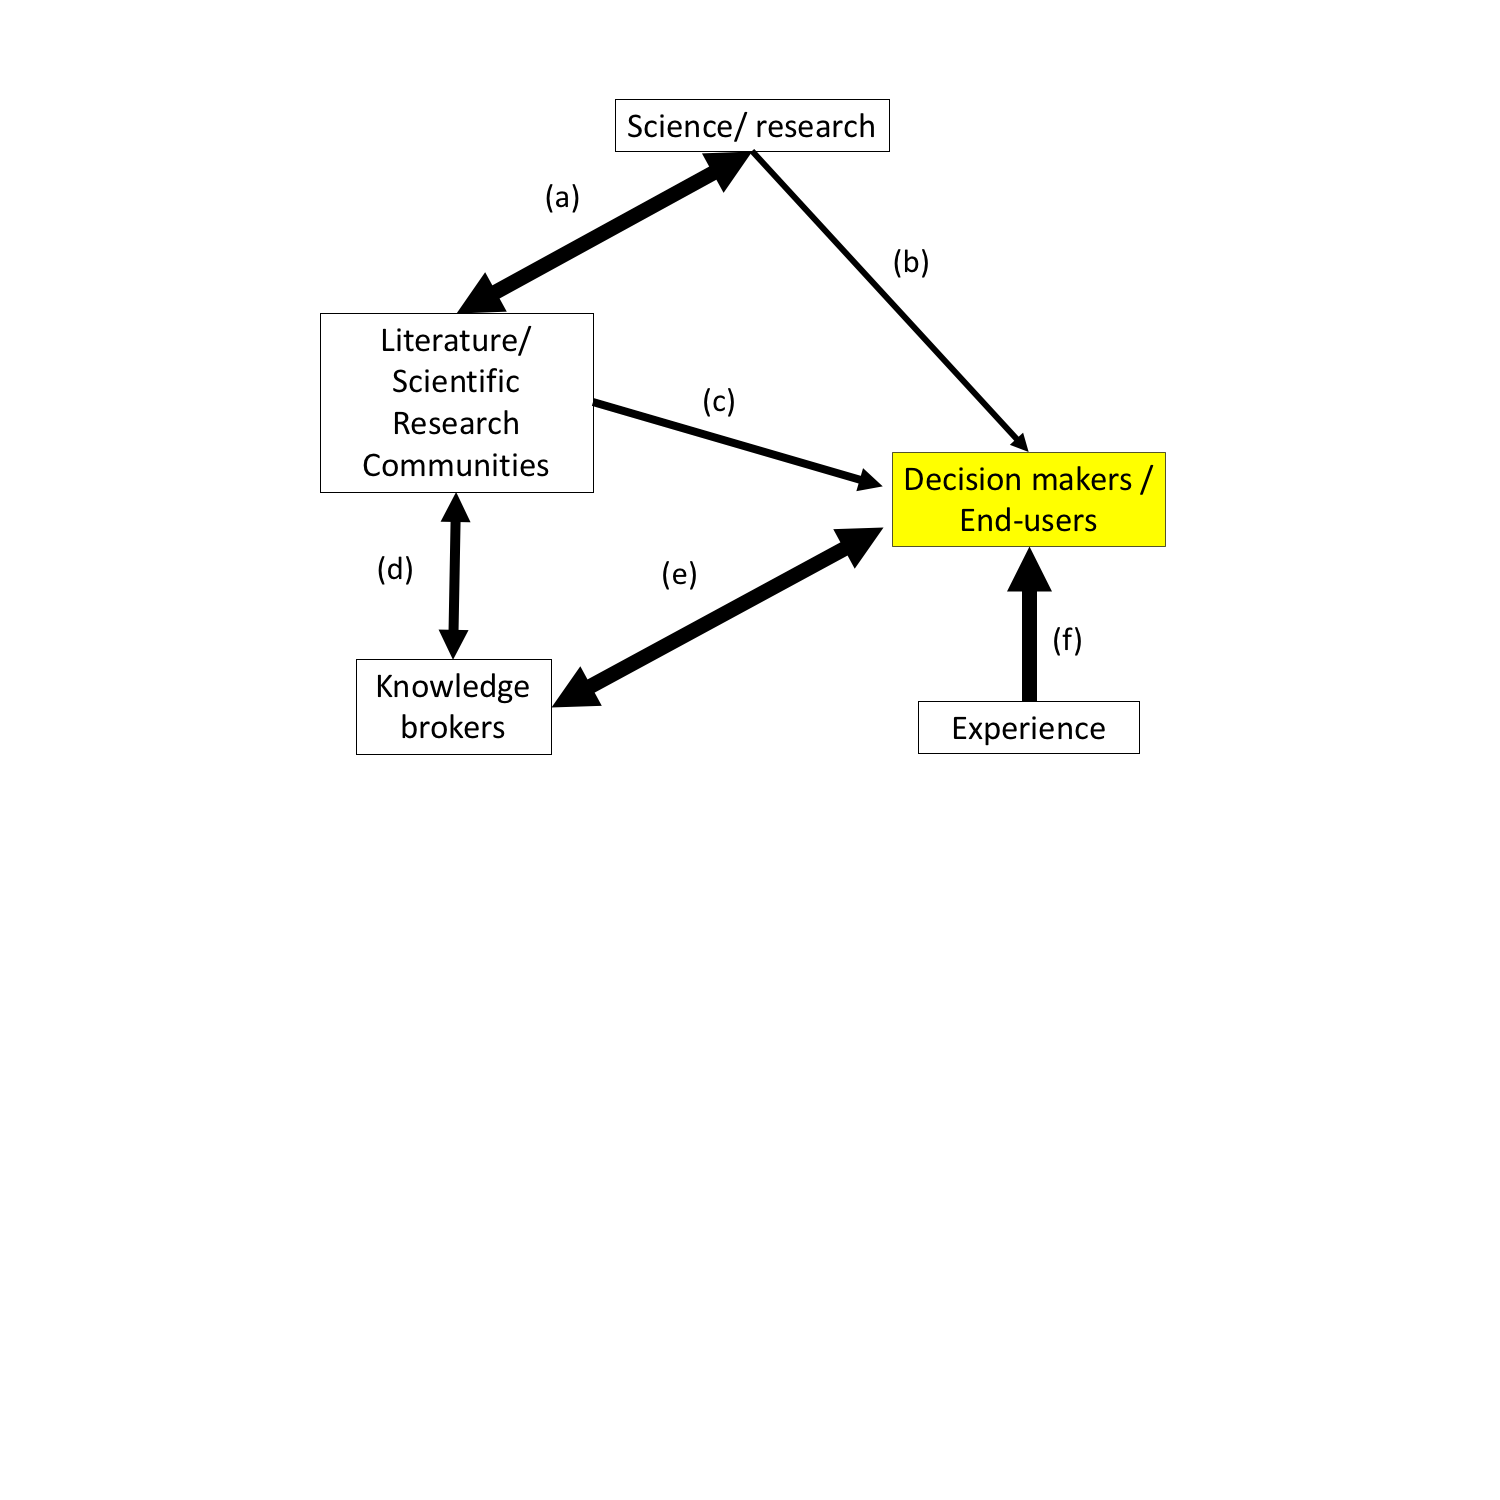 Science/ research
(a)
(b)
Literature/
Scientific
Research
Communities
(c)
Decision makers /
End-users
(d)
(e)
(f)
Knowledge
brokers
Experience